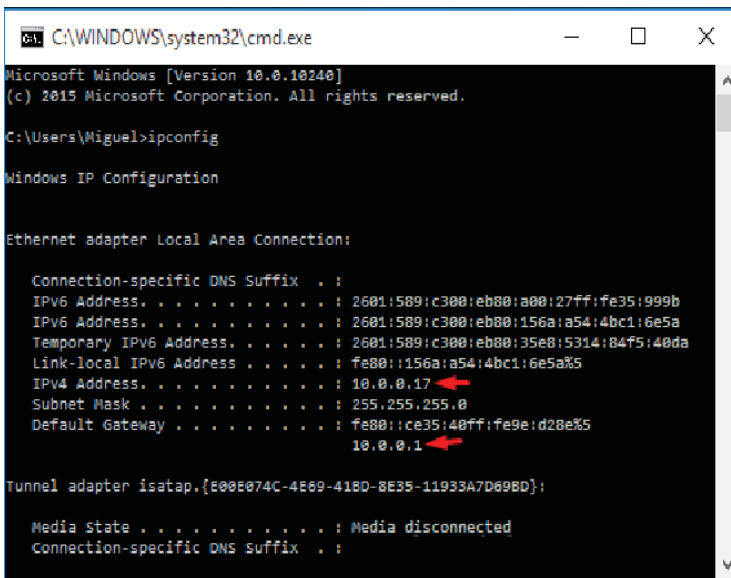 C:\WINDOWS\system32\cmd.exe
Microsoft Windows [Version 10.0.10240]
(c) 2015 Microsoft Corporation. All rights reserved.
C:\Users\Miguel>ipconfig
Windows IP Configuration
Ethernet adapter Local Area Connection:
Connection-specific DNS Suffix . :
IPv6 Address. . . . . . . . . . . : 2601:589:c300:eb80:a00:27ff:fe35:999b
IPv6 Address. . . . . . . . . . . : 2601:589:c300:eb80:156a:a54:4bc1:6e5a
Temporary IPv6 Address. . . . . . : 2601:589:c300:eb80:35e8:5314:84f5:40da
Link-local IPv6 Address . . . . . : fe80::156a:a54:4bc1:6e5a%5
IPv4 Address. . . . . . . . . . . : 10.0.0.17
Subnet Mask . . . . . . . . . . . : 255.255.255.0
Default Gateway . . . . . . . . . : fe80::ce35:40ff:fe9e:d28e%5
10.0.0.1
Tunnel adapter isatap.{E00E074C-4E69-41BD-8E35-11933A7D69BD}:
Media State . . . . . . . . . . . : Media disconnected
Connection-specific DNS Suffix . :